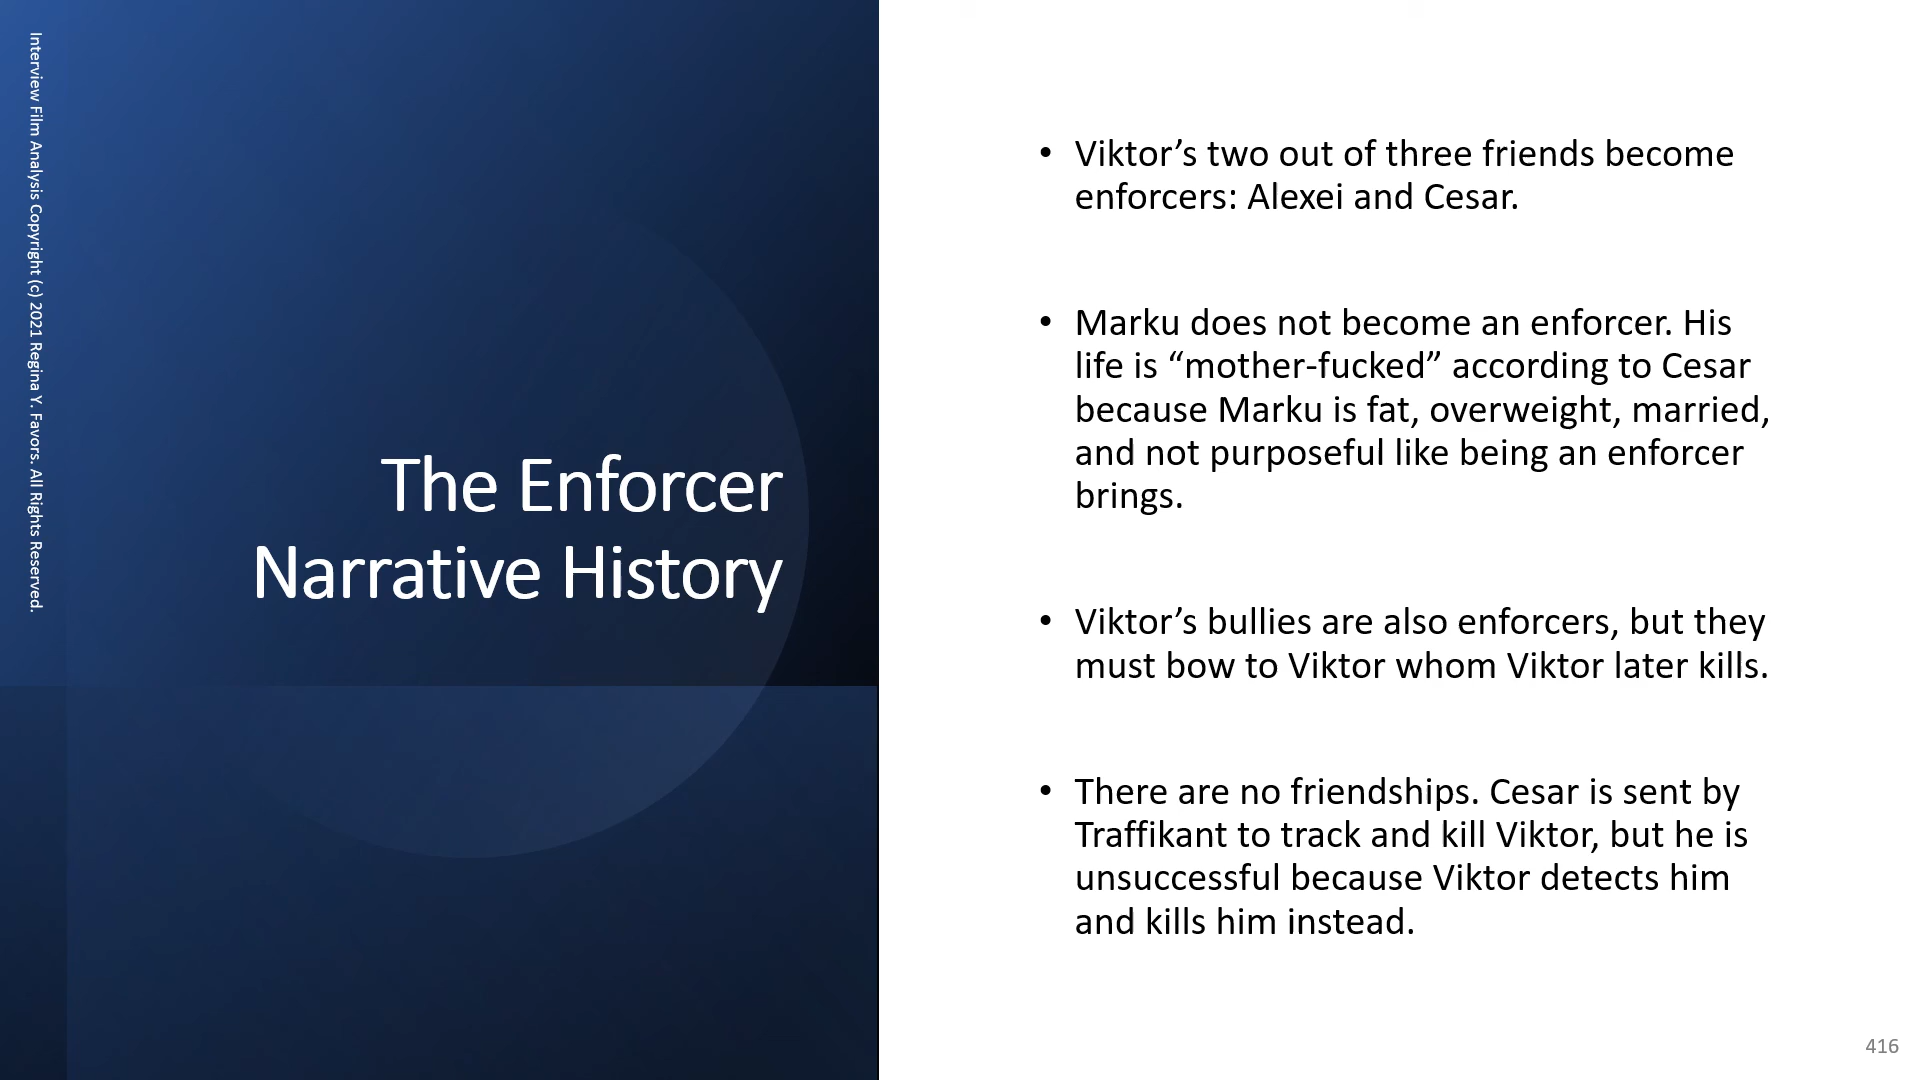 Interview Film Analysis Copyright (c) 2021 Regina Y. Favors. All Rights Reserved.
The Enforcer
Narrative History
• Viktor’s two out of three friends become
enforcers: Alexei and Cesar.
• Marku does not become an enforcer. His
life is “mother-fucked” according to Cesar
because Marku is fat, overweight, married,
and not purposeful like being an enforcer
brings.
• Viktor’s bullies are also enforcers, but they
must bow to Viktor whom Viktor later kills.
• There are no friendships. Cesar is sent by
Traffikant to track and kill Viktor, but he is
unsuccessful because Viktor detects him
and kills him instead.
416